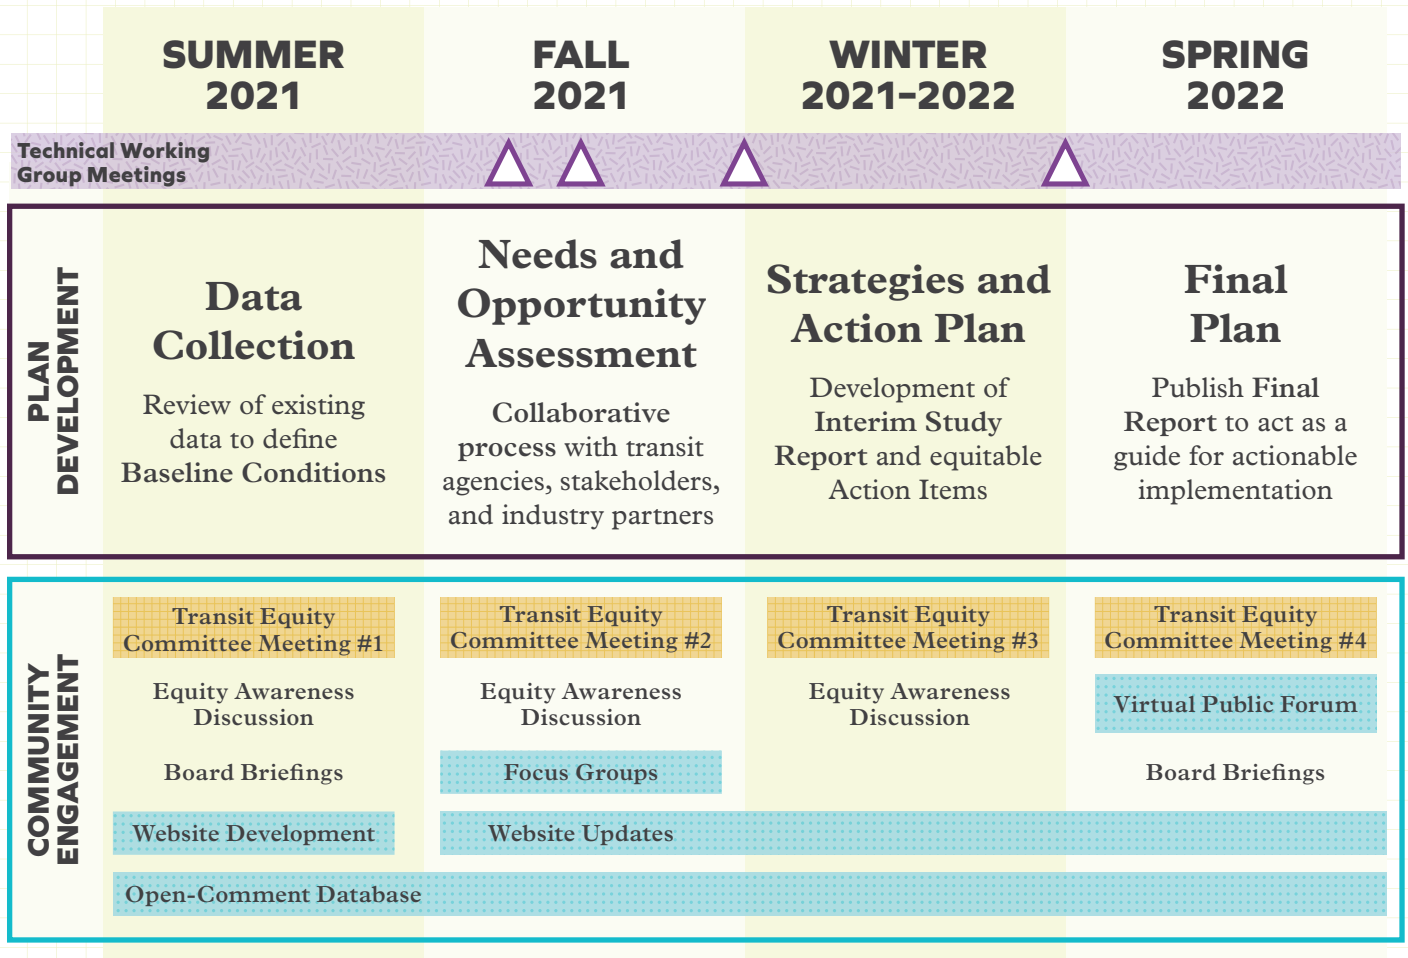 SUMMER
2021
FALL
2021
WINTER
2021–2022
SPRING
2022
Technical Working
Group Meetings
PLAN
DEVELOPMENT
Data
Collection
Review of existing
data to define
Baseline Conditions
Needs and
Opportunity
Assessment
Collaborative
process with transit
agencies, stakeholders,
and industry partners
Strategies and
Action Plan
Development of
Interim Study
Report and equitable
Action Items
Final
Plan
Publish Final
Report to act as a
guide for actionable
implementation
COMMUNITY
ENGAGEMENT
Transit Equity
Committee Meeting #1
Transit Equity
Committee Meeting #2
Transit Equity
Committee Meeting #3
Transit Equity
Committee Meeting #4
Equity Awareness
Discussion
Equity Awareness
Discussion
Equity Awareness
Discussion
Virtual Public Forum
Board Briefings
Focus Groups
Board Briefings
Website Development
Website Updates
Open-Comment Database